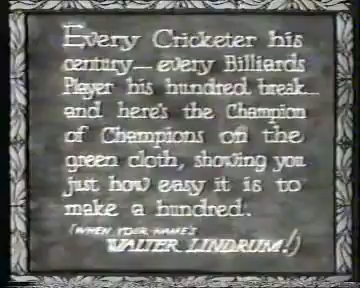 Every Cricketer his
century — every Billiards
Player his hundred break —
and here's the Champion
of Champions on the
green cloth, showing you
just how easy it is to
make a hundred.
(WHEN YOUR NAME'S
WALTER LINDRUM!)